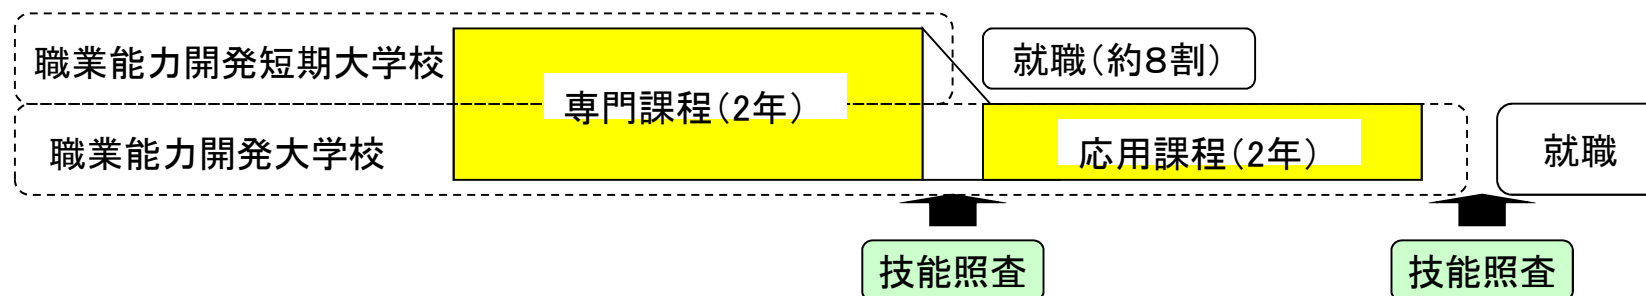 職業能力開発短期大学校
就職(約8割)
専門課程(2年)
職業能力開発大学校
応用課程(2年)
就職
技能照査
技能照査